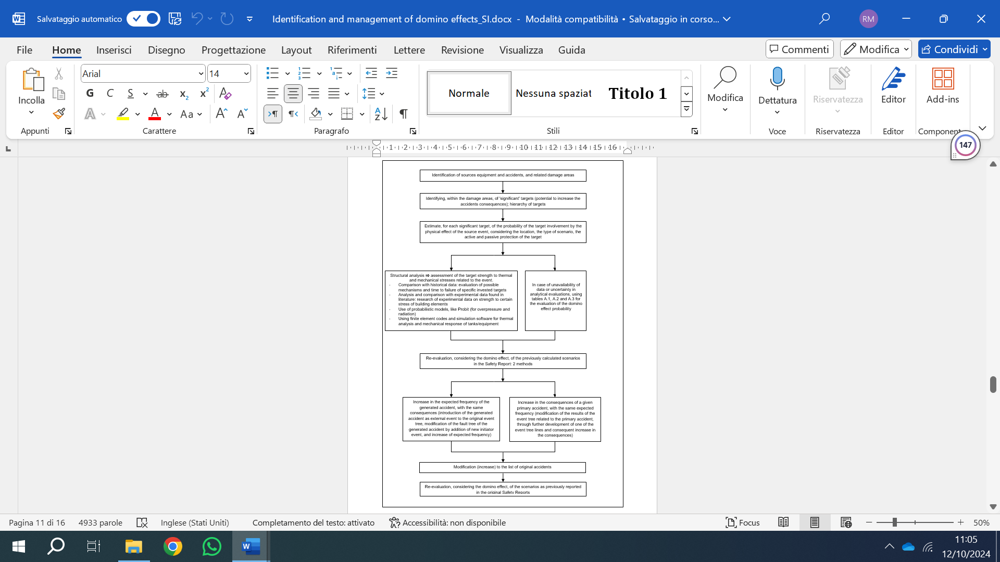 Salvataggio automatico
Identification and management of domino effects_SI.docx - Modalità compatibilità • Salvataggio in corso...
RM
File Home Inserisci Disegno Progettazione Layout Riferimenti Lettere Revisione Visualizza Guida
Commenti Modifica Condividi
Incolla
Appunti
Arial 14
G C S ab x2 x2 A
A A Aa A A
Carattere
Paragrafo
Normale Nessuna spaziat Titolo 1
Stili
Modifica
Dettatura
Voce
Riservatezza
Riservatezza
Editor
Editor
Add-ins
Component
147
1 2 3 4 5 6 7 8 9 10 11 12 13 14 15 16
Identification of sources equipment and accidents, and related damage areas
Identifying, within the damage areas, of 'significant' targets (potential to increase the
accidents consequences); hierarchy of targets
Estimate, for each significant target, of the probability of the target involvement by the
physical effect of the source event, considering the location, the type of scenario, the
active and passive protection of the target
Structural analysis ⇒ assessment of the target strength to thermal
and mechanical stresses related to the event.
- Comparison with historical data: evaluation of possible
mechanisms and time to failure of specific invested targets
- Analysis and comparison with experimental data found in
literature: research of experimental data on strength to certain
stress of building elements
- Use of probabilistic models, like Probit (for overpressure and
radiation)
- Using finite element codes and simulation software for thermal
analysis and mechanical response of tanks/equipment
In case of unavailability of
data or uncertainty in
analytical evaluations, using
tables A.1, A.2 and A.3 for
the evaluation of the domino
effect probability
Re-evaluation, considering the domino effect, of the previously calculated scenarios
in the Safety Report: 2 methods
Increase in the expected frequency of the
generated accident, with the same
consequences (introduction of the generated
accident as external event to the original event
tree, modification of the fault tree of the
generated accident by addition of new initiator
event, and increase of expected frequency)
Increase in the consequences of a given
primary accident, with the same expected
frequency (modification of the results of the
event tree related to the primary accident,
through further development of one of the
event tree lines and consequent increase in
the consequences)
Modification (increase) to the list of original accidents
Re-evaluation, considering the domino effect, of the scenarios as previously reported
in the original Safety Reports
Pagina 11 di 16 4933 parole Inglese (Stati Uniti) Completamento del testo: attivato Accessibilità: non disponibile Focus 50%
11:05
12/10/2024